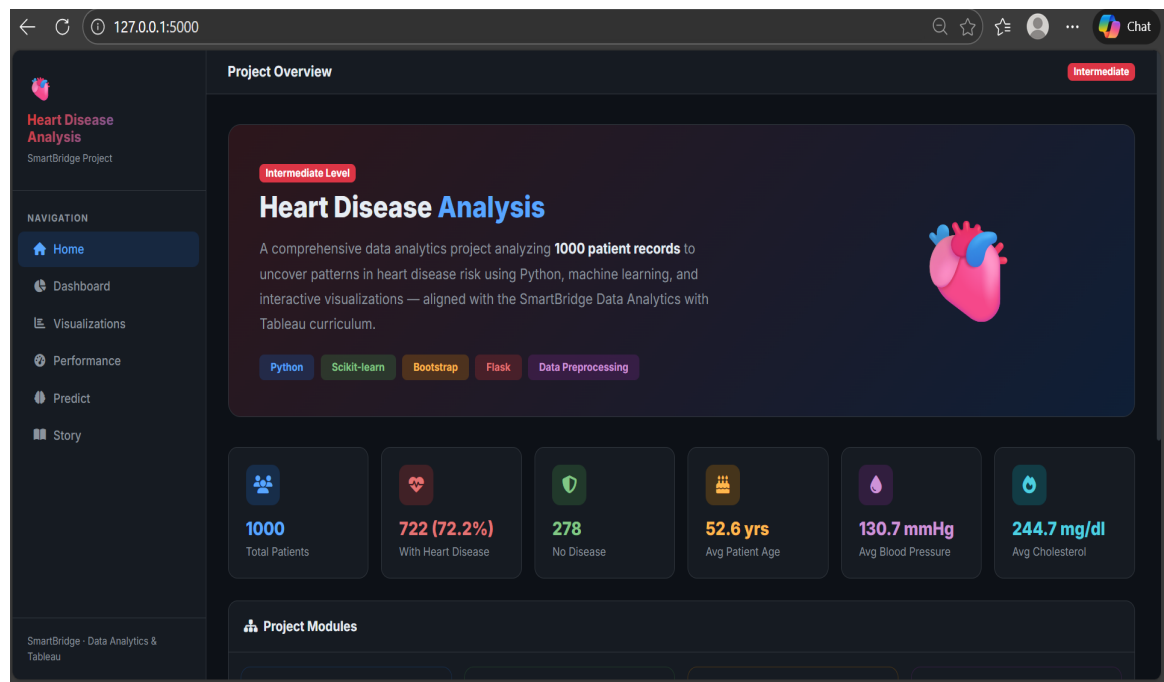 127.0.0.1:5000
Chat
Heart Disease
Analysis
SmartBridge Project
NAVIGATION
Home
Dashboard
Visualizations
Performance
Predict
Story
SmartBridge · Data Analytics &
Tableau
Project Overview
Intermediate
Intermediate Level
Heart Disease Analysis
A comprehensive data analytics project analyzing 1000 patient records to
uncover patterns in heart disease risk using Python, machine learning, and
interactive visualizations — aligned with the SmartBridge Data Analytics with
Tableau curriculum.
Python
Scikit-learn
Bootstrap
Flask
Data Preprocessing
1000
Total Patients
722 (72.2%)
With Heart Disease
278
No Disease
52.6 yrs
Avg Patient Age
130.7 mmHg
Avg Blood Pressure
244.7 mg/dl
Avg Cholesterol
Project Modules